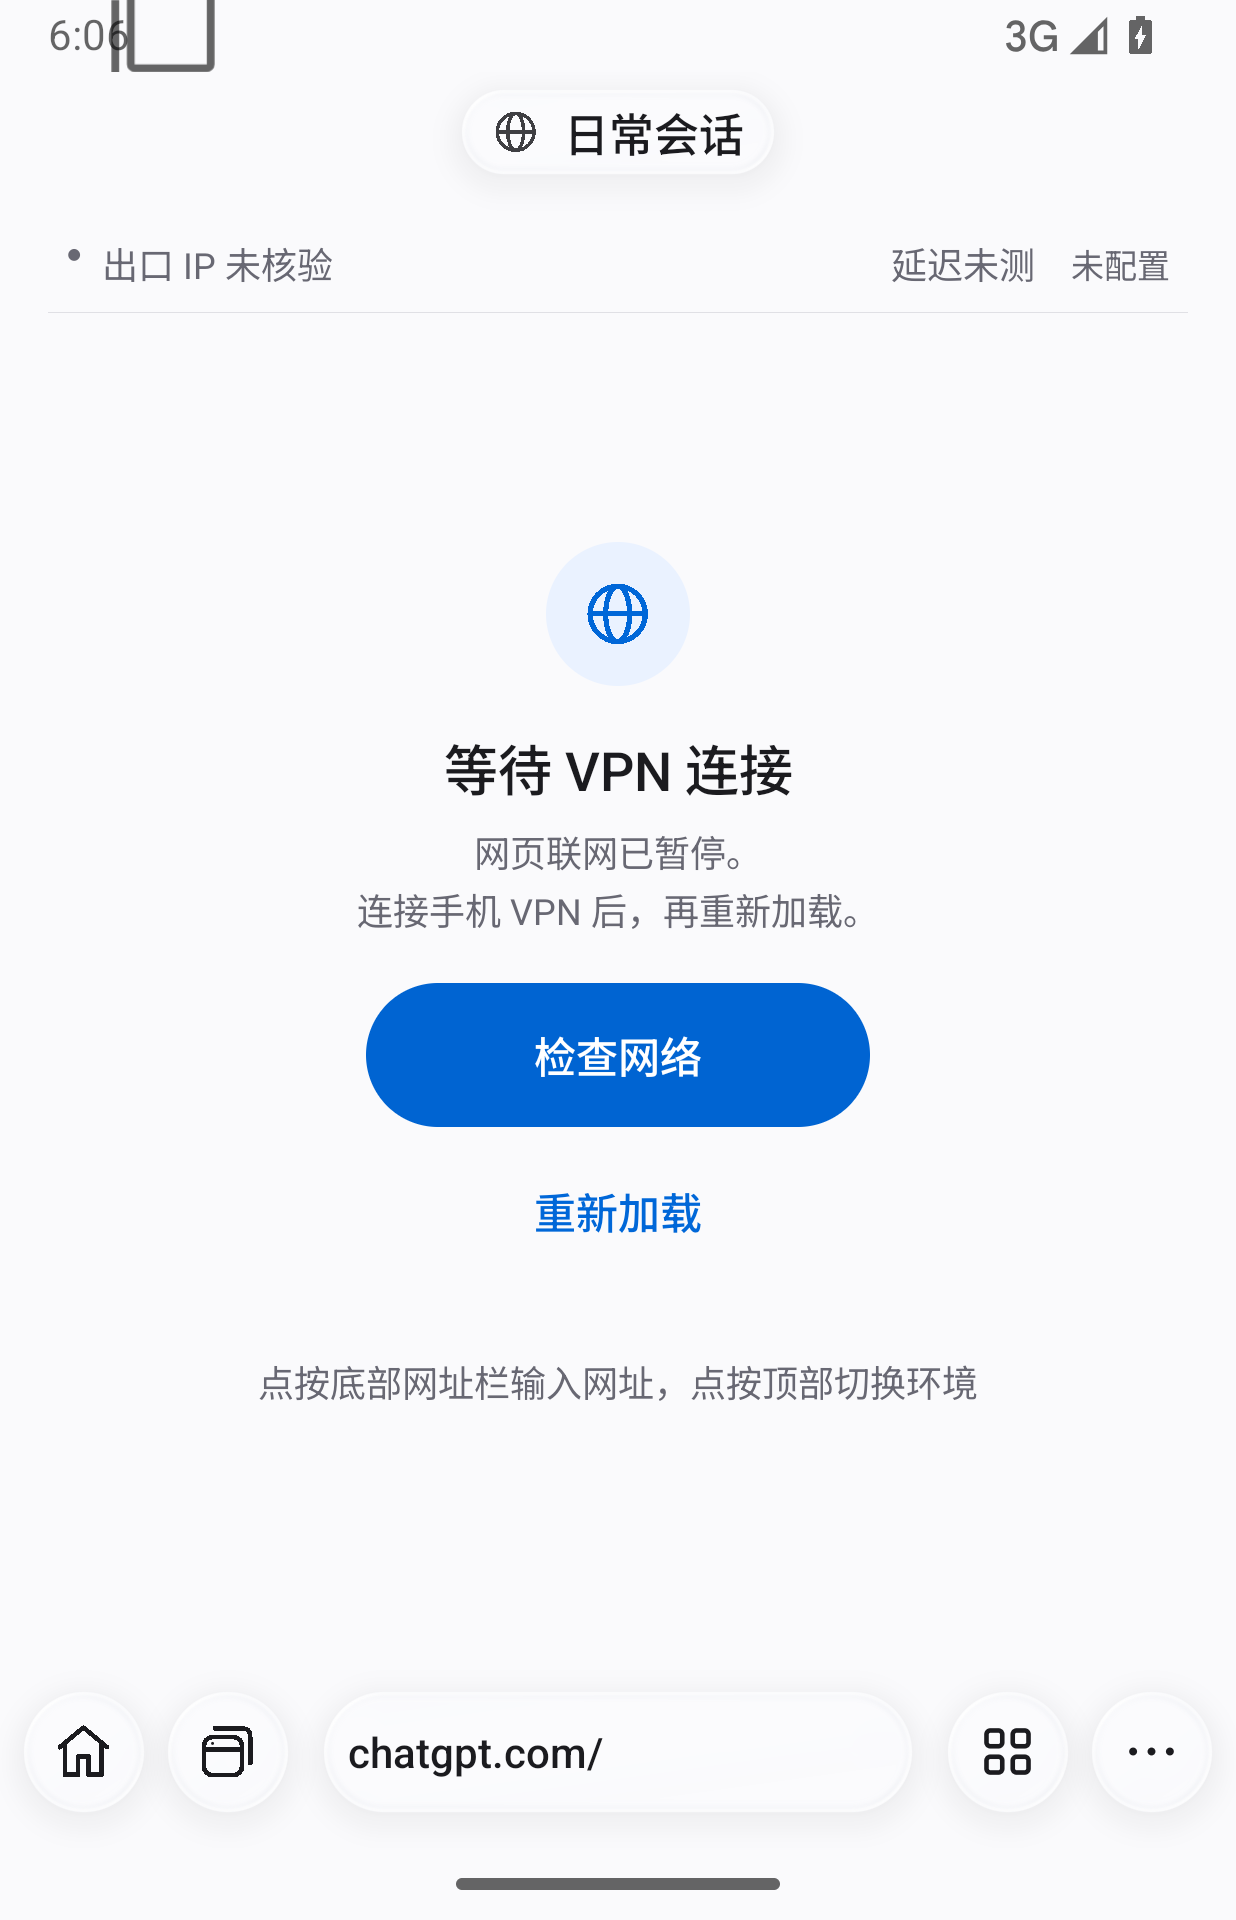 6:06
3G
日常会话
出口 IP 未核验
延迟未测 未配置
等待 VPN 连接
网页联网已暂停。
连接手机 VPN 后，再重新加载。
检查网络
重新加载
点按底部网址栏输入网址，点按顶部切换环境
chatgpt.com/